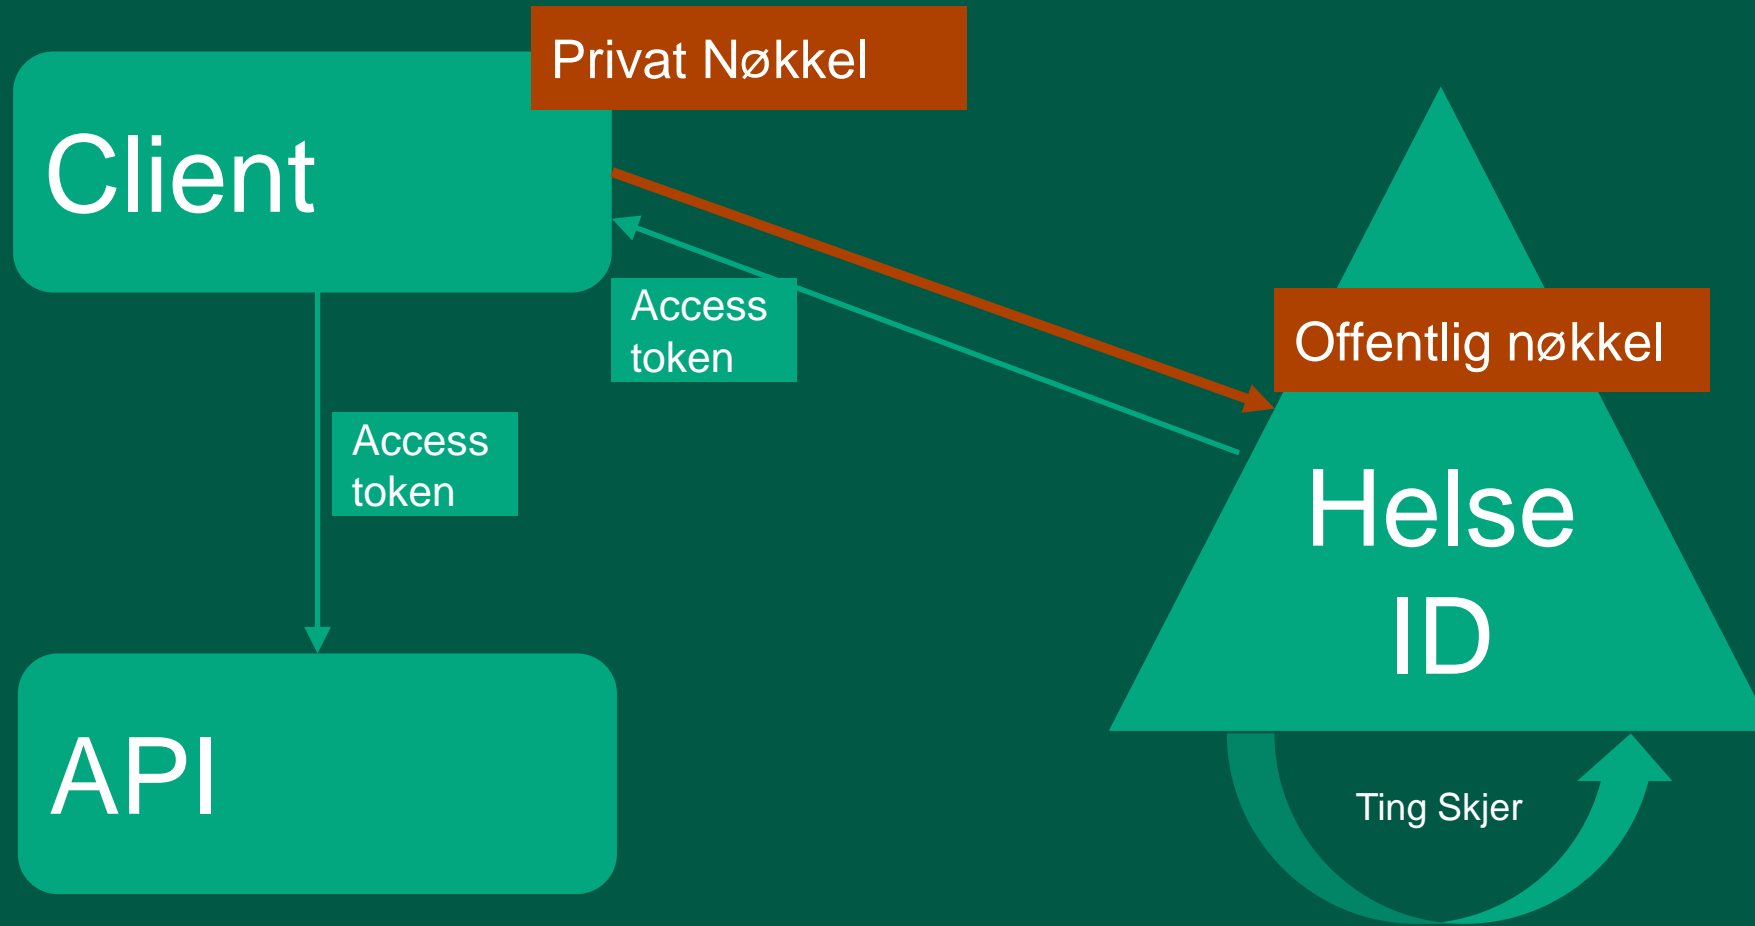 Privat Nøkkel
Client
Access
token
Offentlig nøkkel
Access
token
Helse
ID
API
Ting Skjer